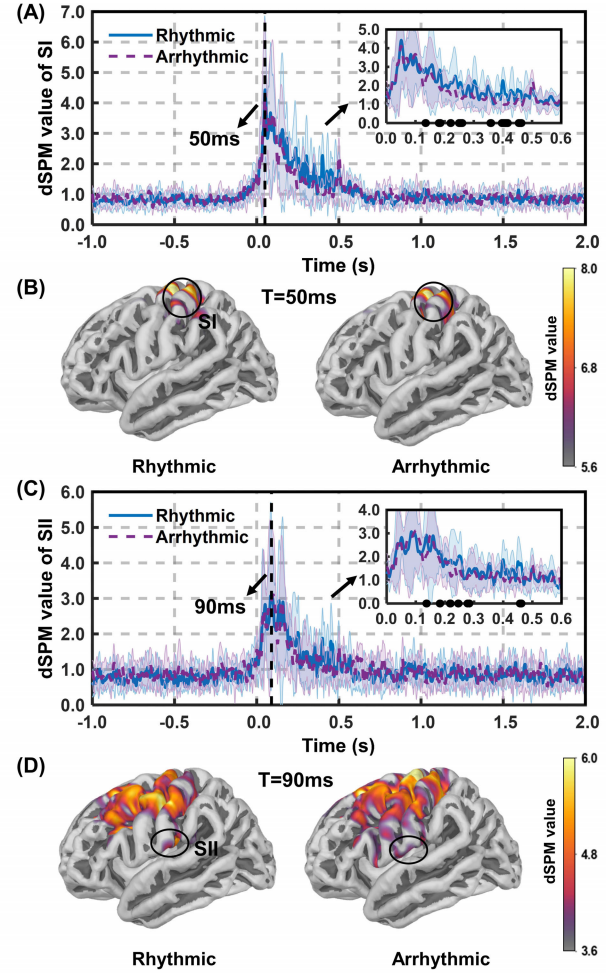 (A)
dSPM value of SI
7.0
6.0
5.0
4.0
3.0
2.0
1.0
0.0
Rhythmic
Arrhythmic
50ms
5.0
4.0
3.0
2.0
1.0
0.0
0.0 0.1 0.2 0.3 0.4 0.5 0.6
-1.0 -0.5 0.0 0.5 1.0 1.5 2.0
Time (s)
(B)
T=50ms
SI
Rhythmic
Arrhythmic
8.0
6.8
5.6
dSPM value
(C)
dSPM value of SII
6.0
5.0
4.0
3.0
2.0
1.0
0.0
Rhythmic
Arrhythmic
90ms
4.0
3.0
2.0
1.0
0.0
0.0 0.1 0.2 0.3 0.4 0.5 0.6
-1.0 -0.5 0.0 0.5 1.0 1.5 2.0
Time (s)
(D)
T=90ms
SII
Rhythmic
Arrhythmic
6.0
4.8
3.6
dSPM value